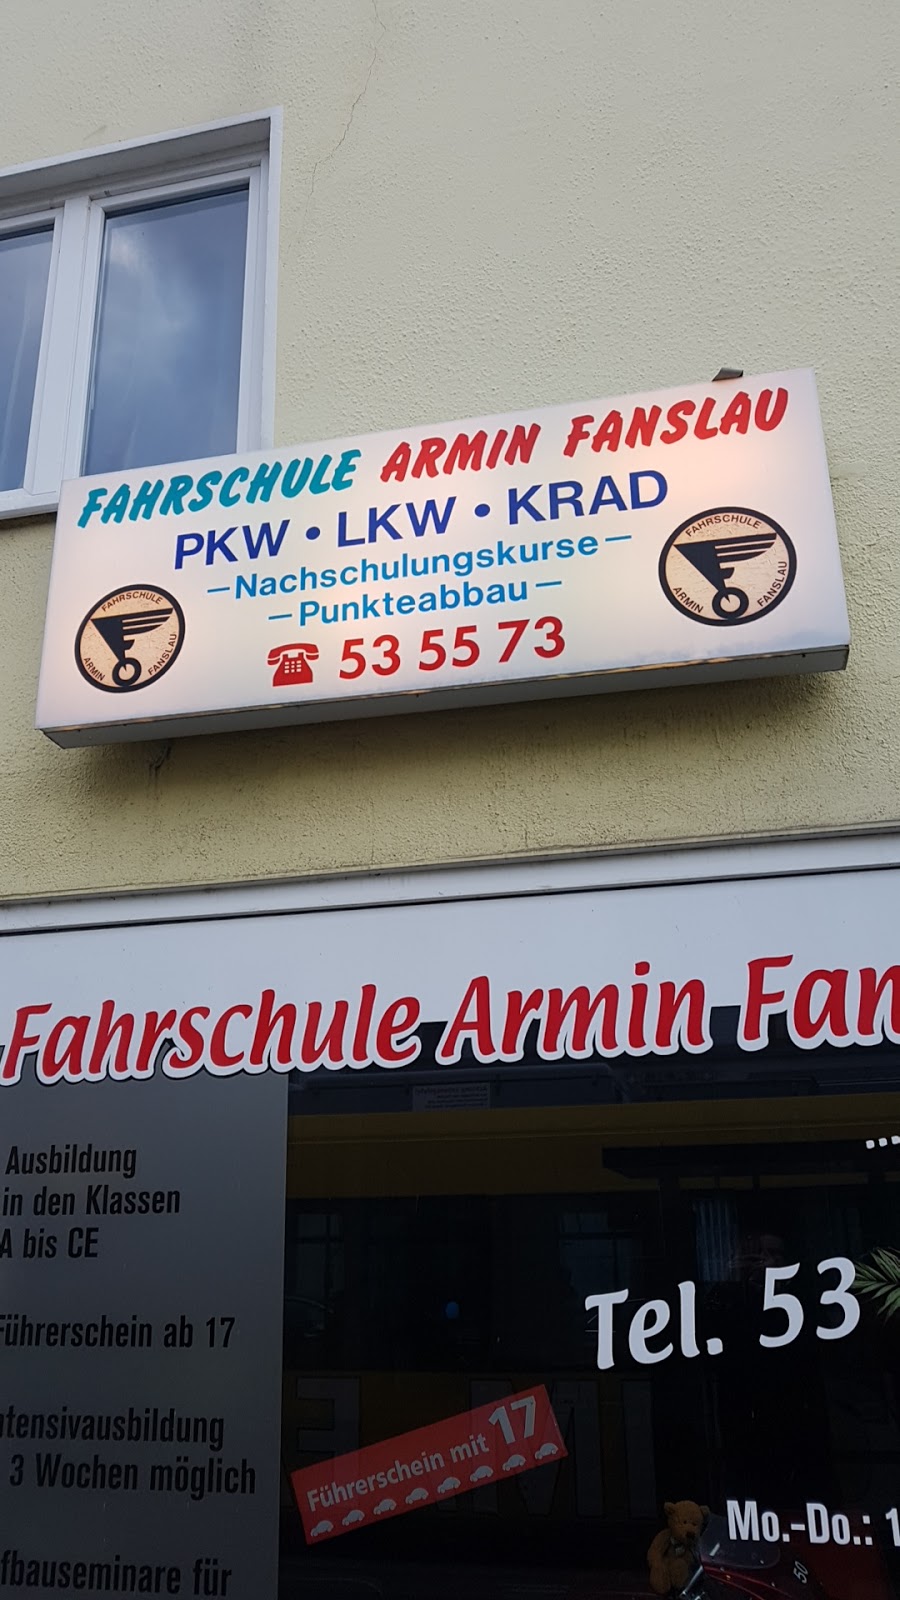 FAHRSCHULE ARMIN FANSLAU
PKW • LKW • KRAD
–Nachschulungskurse–
–Punkteabbau–
☎ 53 55 73
FAHRSCHULE
ARMIN FANSLAU
FAHRSCHULE
ARMIN FANSLAU
Fahrschule Armin Fan
Ausbildung
in den Klassen
A bis CE
Führerschein ab 17
ntensivausbildung
3 Wochen möglich
fbauseminare für
...
Tel. 53
Führerschein mit 17
Mo.-Do.: 1
50